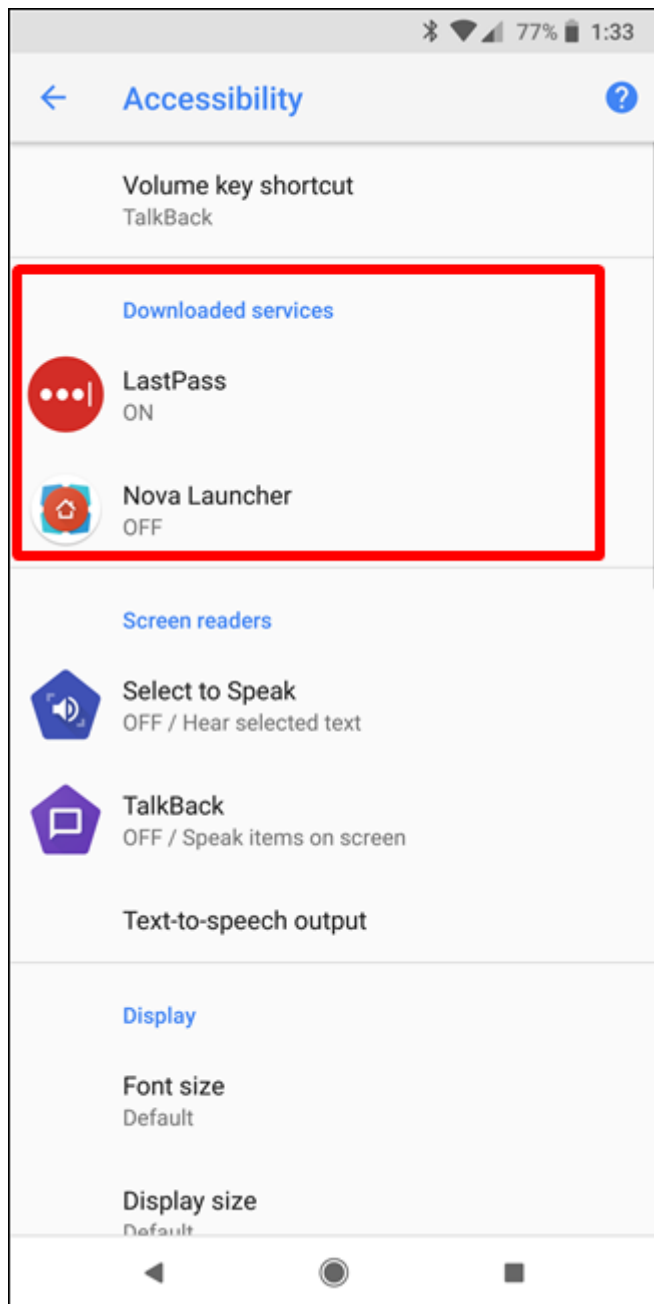 77% 1:33
Accessibility
Volume key shortcut
TalkBack
Downloaded services
LastPass
ON
Nova Launcher
OFF
Screen readers
Select to Speak
OFF / Hear selected text
TalkBack
OFF / Speak items on screen
Text-to-speech output
Display
Font size
Default
Display size
Default